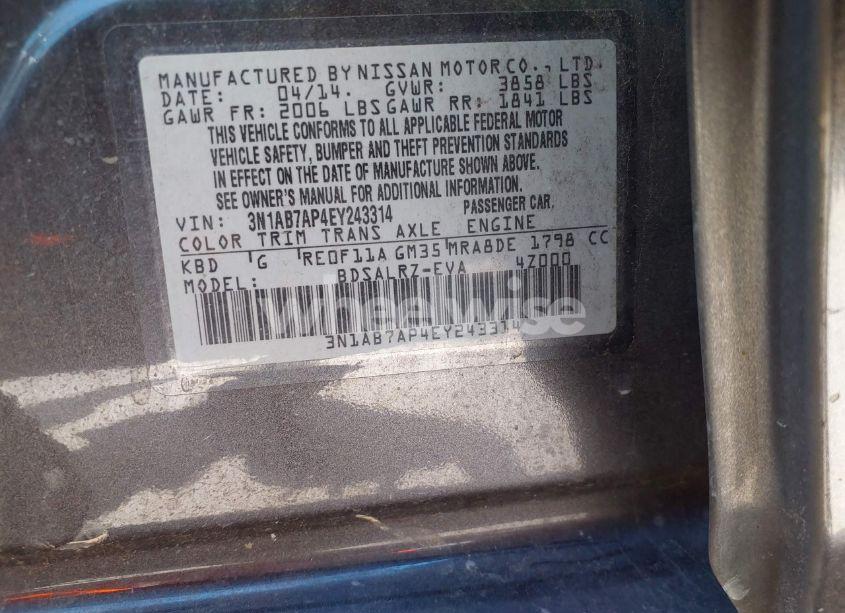 MANUFACTURED BY NISSAN MOTOR CO., LTD.
DATE: 04/14. GVWR: 3858 LBS
GAWR FR: 2006 LBS GAWR RR: 1841 LBS
THIS VEHICLE CONFORMS TO ALL APPLICABLE FEDERAL MOTOR
VEHICLE SAFETY, BUMPER AND THEFT PREVENTION STANDARDS
IN EFFECT ON THE DATE OF MANUFACTURE SHOWN ABOVE.
SEE OWNER'S MANUAL FOR ADDITIONAL INFORMATION.
VIN: 3N1AB7AP4EY243314 PASSENGER CAR.
COLOR TRIM TRANS AXLE ENGINE
KBD G RE0F11A GM35 MRA8DE 1798 CC
MODEL: BDSALRZ-EVA 4Z000
wheelwise
3N1AB7AP4EY243314